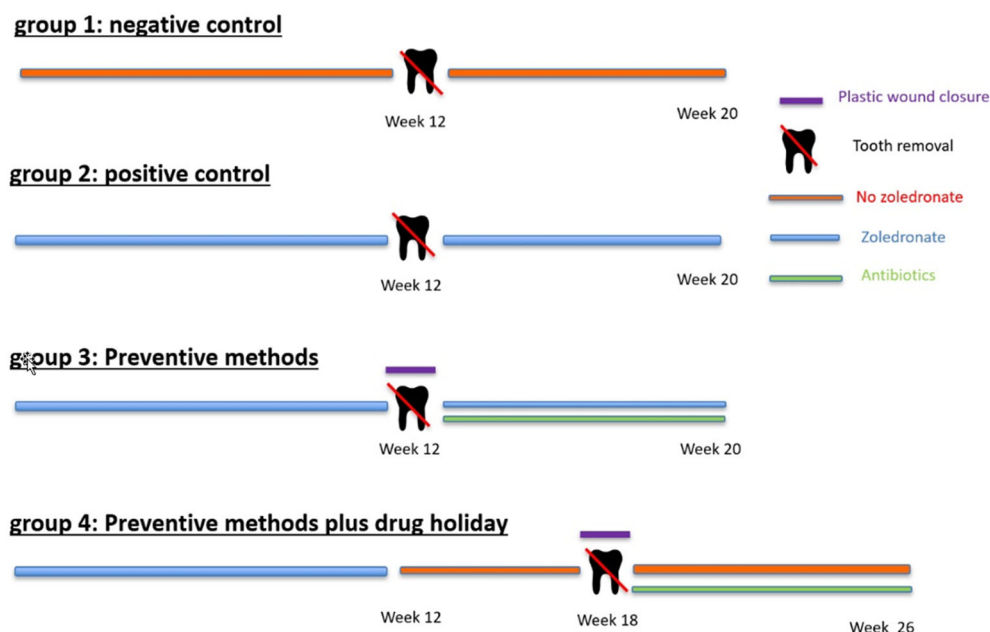 group 1: negative control
Week 12
Week 20
Plastic wound closure
Tooth removal
No zoledronate
Zoledronate
Antibiotics
group 2: positive control
Week 12
Week 20
group 3: Preventive methods
Week 12
Week 20
group 4: Preventive methods plus drug holiday
Week 12
Week 18
Week 26